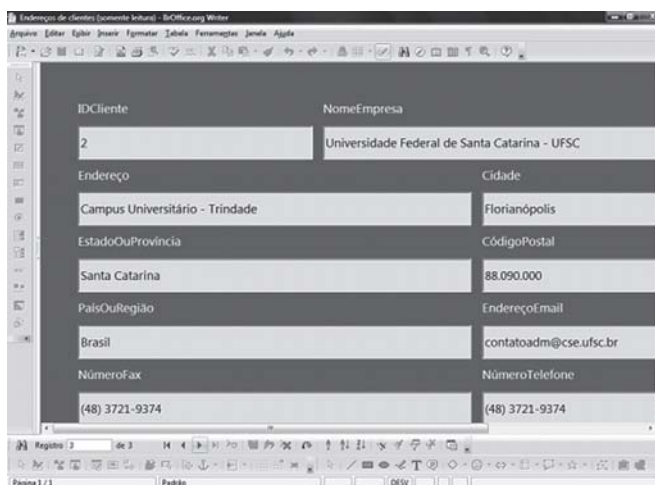 Endereços de clientes (somente leitura) - BrOffice.org Writer
Arquivo Editar Exibir Inserir Formatar Tabela Ferramentas Janela Ajuda
IDCliente NomeEmpresa
2 Universidade Federal de Santa Catarina - UFSC
Endereço Cidade
Campus Universitário - Trindade Florianópolis
EstadoOuProvíncia CódigoPostal
Santa Catarina 88.090.000
PaísOuRegião EndereçoEmail
Brasil contatoadm@cse.ufsc.br
NúmeroFax NúmeroTelefone
(48) 3721-9374 (48) 3721-9374
Registro 3 de 3
Página 1 / 1 Padrão DESV